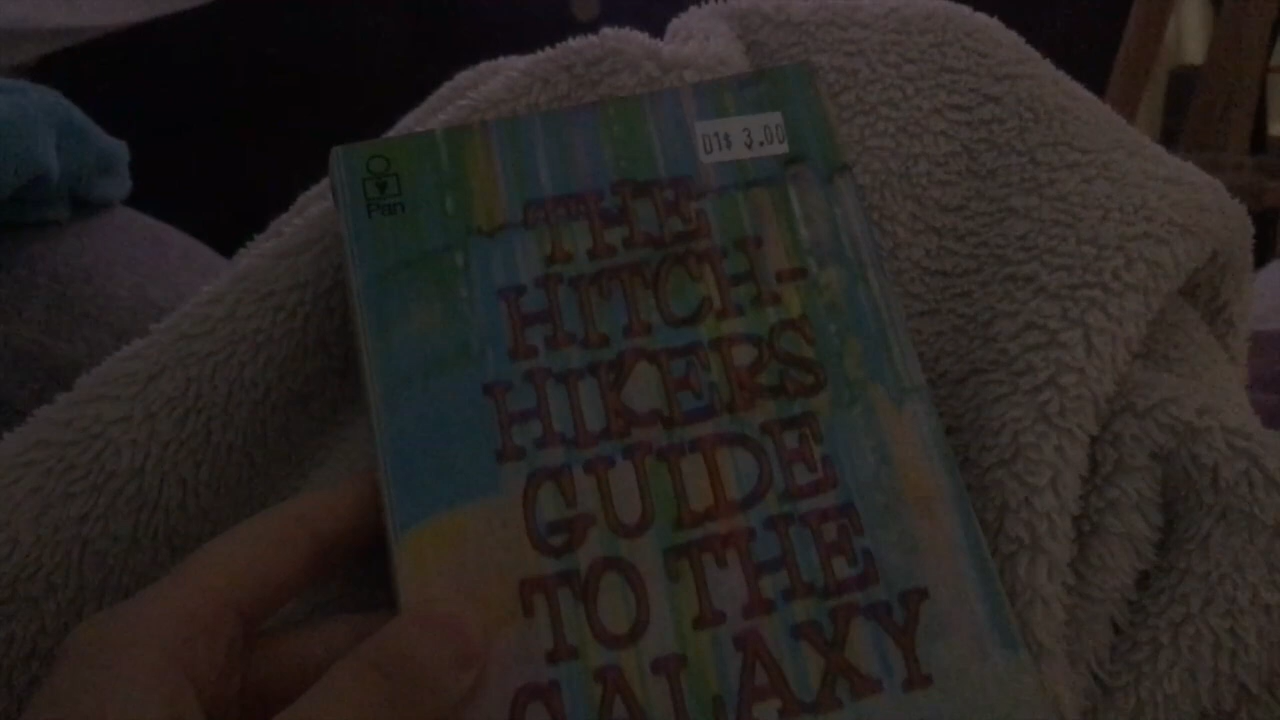 D1$ 3.00
Pan
THE
HITCH-
HIKERS
GUIDE
TO THE
GALAXY